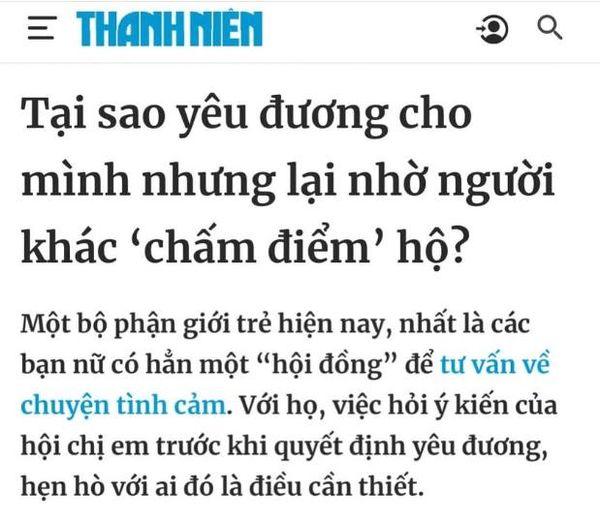 THANH NIÊN
Tại sao yêu đương cho
mình nhưng lại nhờ người
khác ‘chấm điểm’ hộ?
Một bộ phận giới trẻ hiện nay, nhất là các
bạn nữ có hẳn một “hội đồng” để tư vấn về
chuyện tình cảm. Với họ, việc hỏi ý kiến của
hội chị em trước khi quyết định yêu đương,
hẹn hò với ai đó là điều cần thiết.